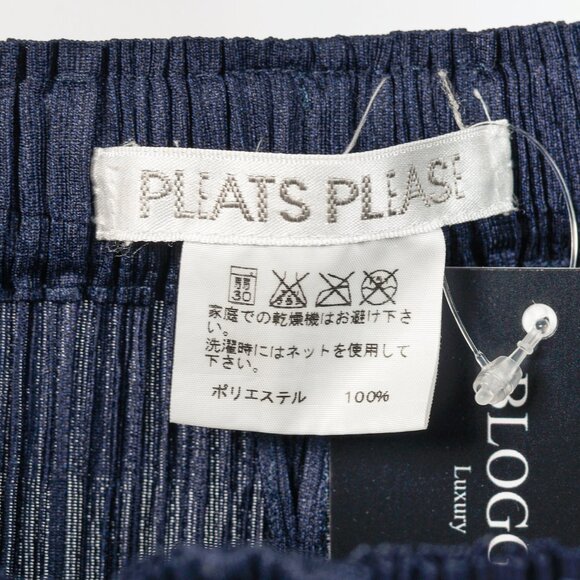 PLEATS PLEASE
弱 30
家庭での乾燥機はお避け下さ
い。
洗濯時にはネットを使用して
下さい。
ポリエステル 100%
BLOGG
Luxury